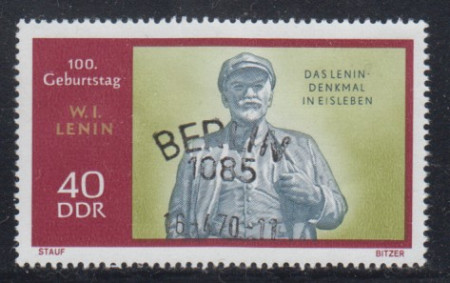 100.
Geburtstag
W. I.
LENIN
40
DDR
DAS LENIN-
DENKMAL
IN EISLEBEN
BERLIN
1085
STAUF
BITZER